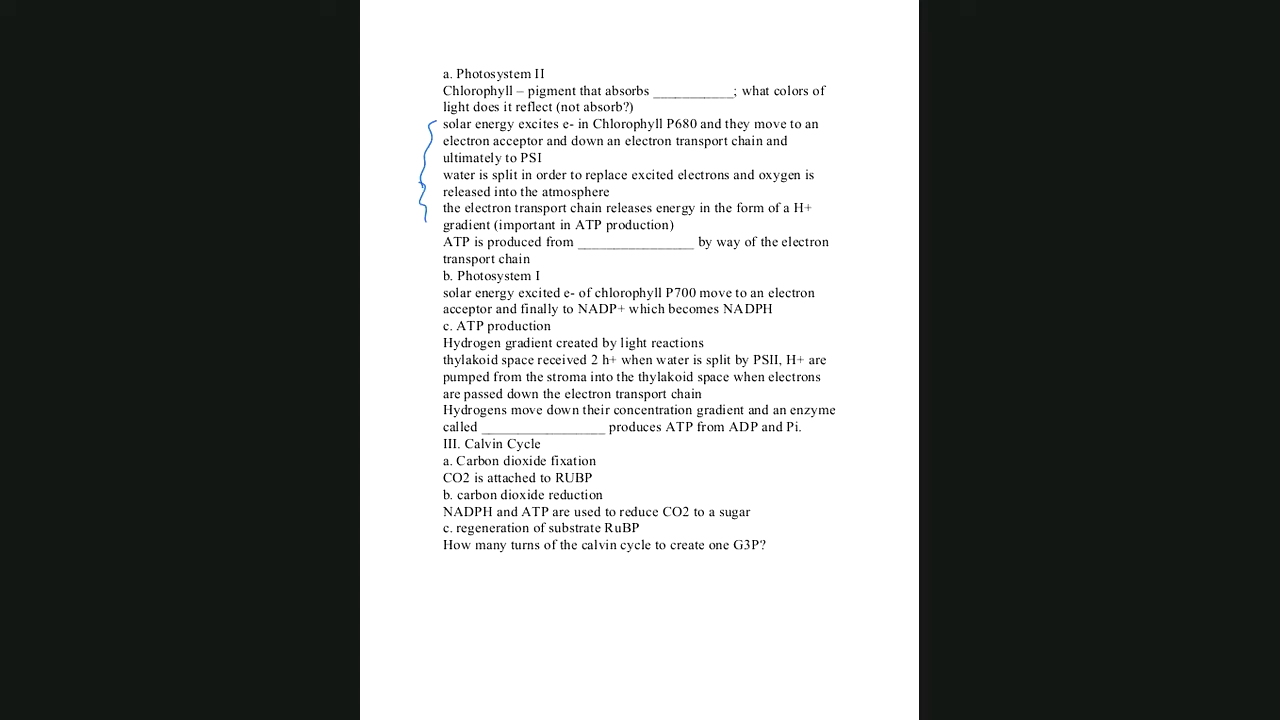 a. Photosystem II
Chlorophyll – pigment that absorbs ___________; what colors of
light does it reflect (not absorb?)
solar energy excites e- in Chlorophyll P680 and they move to an
electron acceptor and down an electron transport chain and
ultimately to PSI
water is split in order to replace excited electrons and oxygen is
released into the atmosphere
the electron transport chain releases energy in the form of a H+
gradient (important in ATP production)
ATP is produced from ________________ by way of the electron
transport chain
b. Photosystem I
solar energy excited e- of chlorophyll P700 move to an electron
acceptor and finally to NADP+ which becomes NADPH
c. ATP production
Hydrogen gradient created by light reactions
thylakoid space received 2 h+ when water is split by PSII, H+ are
pumped from the stroma into the thylakoid space when electrons
are passed down the electron transport chain
Hydrogens move down their concentration gradient and an enzyme
called _________________ produces ATP from ADP and Pi.
III. Calvin Cycle
a. Carbon dioxide fixation
CO2 is attached to RUBP
b. carbon dioxide reduction
NADPH and ATP are used to reduce CO2 to a sugar
c. regeneration of substrate RuBP
How many turns of the calvin cycle to create one G3P?